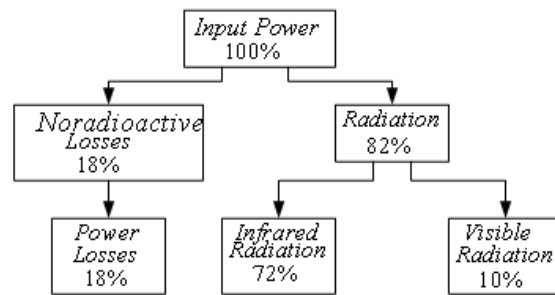 Input Power
100%
Noradioactive
Losses
18%
Radiation
82%
Power
Losses
18%
Infrared
Radiation
72%
Visible
Radiation
10%